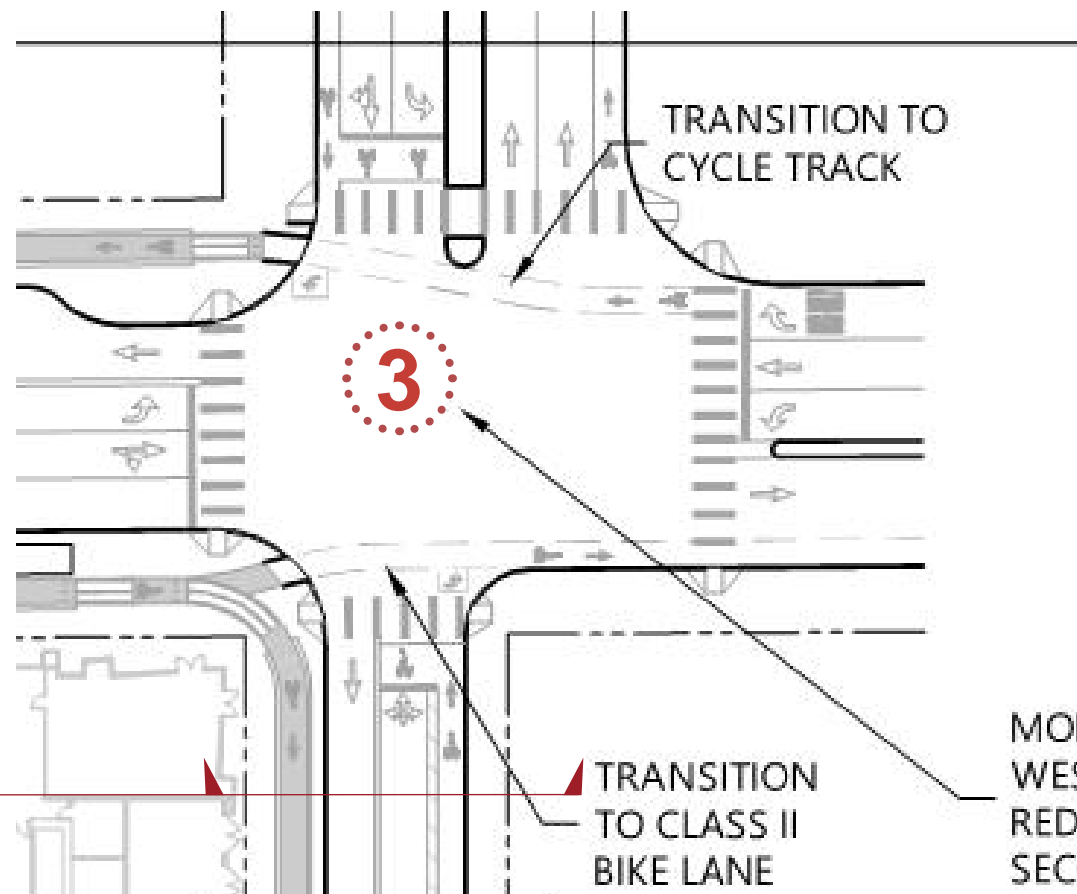 TRANSITION TO
CYCLE TRACK
3
TRANSITION
TO CLASS II
BIKE LANE
MO
WES
RED
SEC